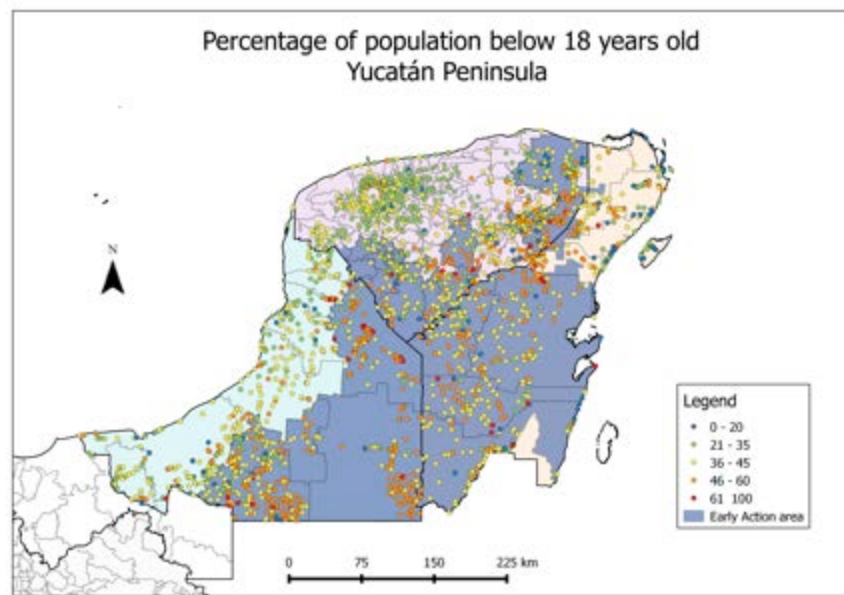 Percentage of population below 18 years old
Yucatán Peninsula
N
Legend
0 - 20
21 - 35
36 - 45
46 - 60
61 100
Early Action area
0 75 150 225 km